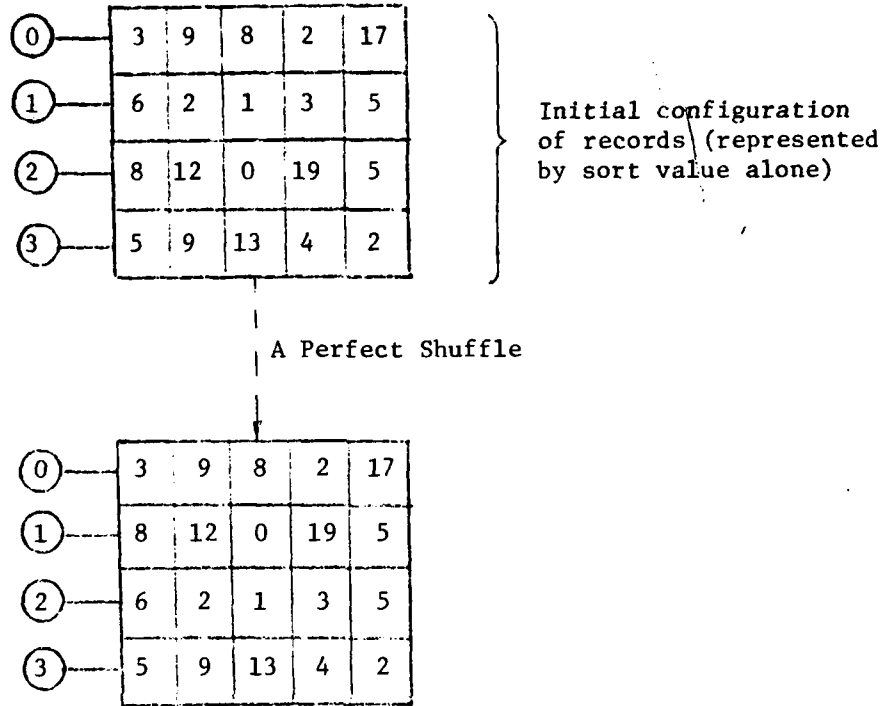 0 3 9 8 2 17
1 6 2 1 3 5
2 8 12 0 19 5
3 5 9 13 4 2
Initial configuration
of records (represented
by sort value alone)
A Perfect Shuffle
0 3 9 8 2 17
1 8 12 0 19 5
2 6 2 1 3 5
3 5 9 13 4 2